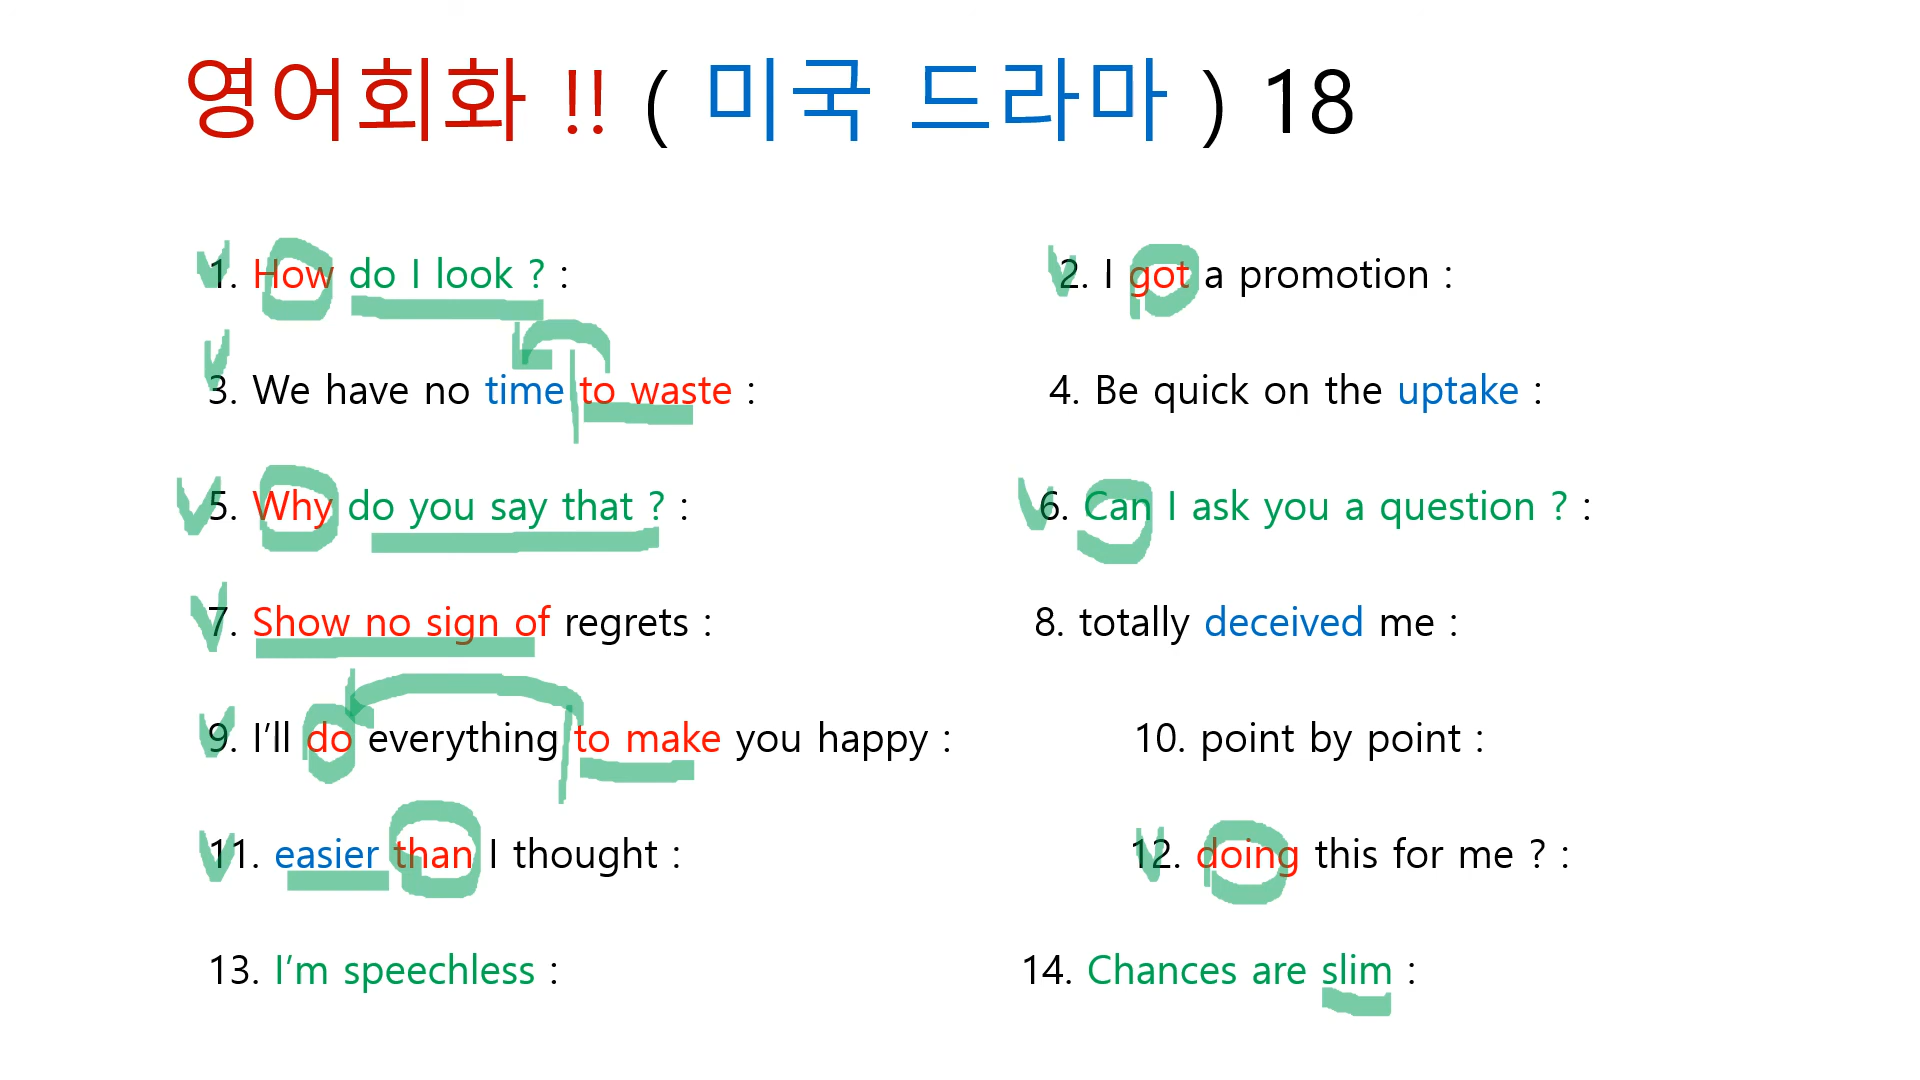 영어회화 !! ( 미국 드라마 ) 18
1. How do I look ? :
2. I got a promotion :
3. We have no time to waste :
4. Be quick on the uptake :
5. Why do you say that ? :
6. Can I ask you a question ? :
7. Show no sign of regrets :
8. totally deceived me :
9. I’ll do everything to make you happy :
10. point by point :
11. easier than I thought :
12. doing this for me ? :
13. I’m speechless :
14. Chances are slim :